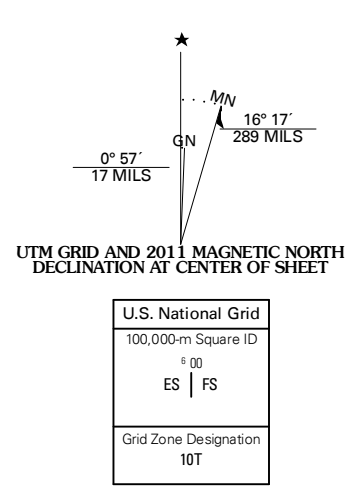 ★
MN
16° 17´
289 MILS
GN
0° 57´
17 MILS
UTM GRID AND 2011 MAGNETIC NORTH
DECLINATION AT CENTER OF SHEET
U.S. National Grid
100,000-m Square ID
6 00
ES | FS
Grid Zone Designation
10T